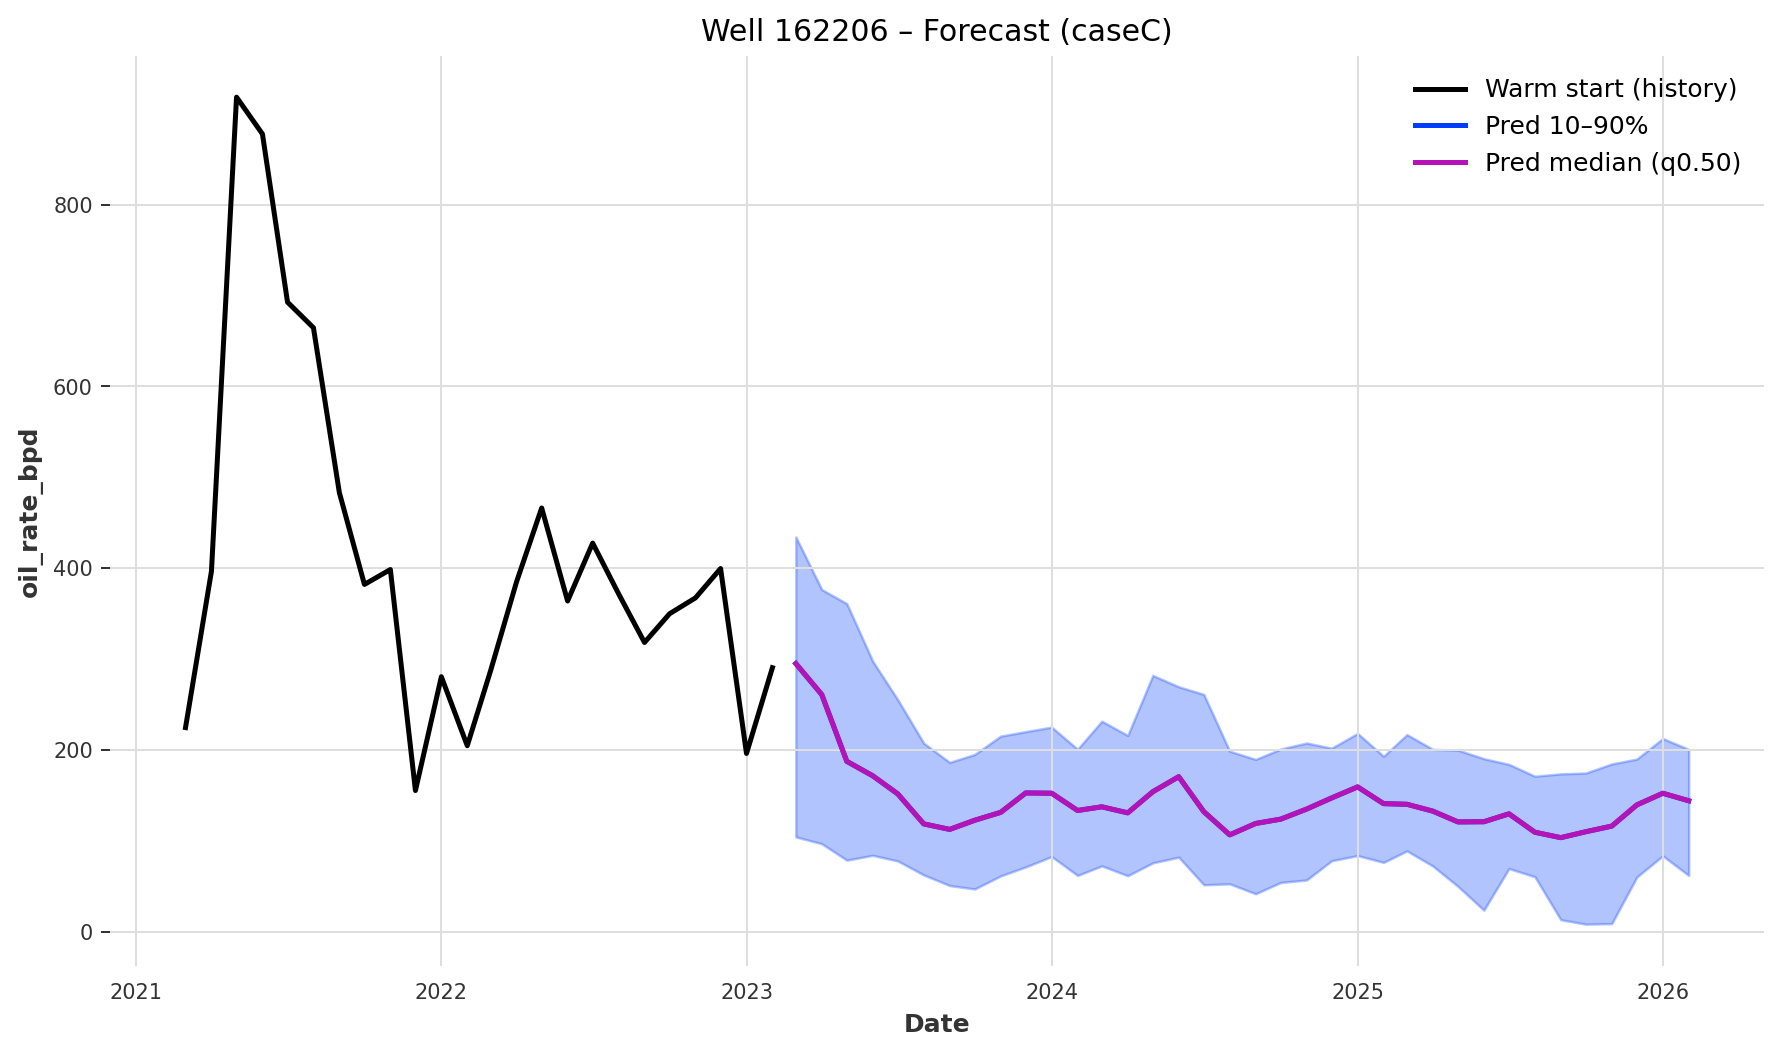 Well 162206 – Forecast (caseC)
Warm start (history)
Pred 10–90%
Pred median (q0.50)
oil_rate_bpd
800
600
400
200
0
2021
2022
2023
2024
2025
2026
Date